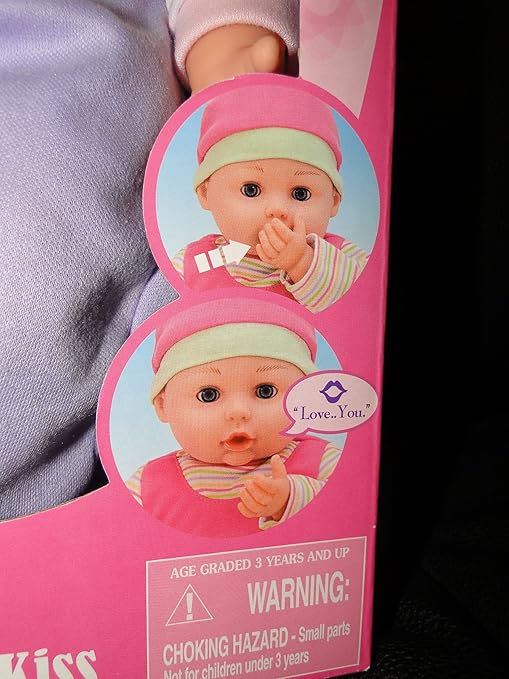 "Love..You."
AGE GRADED 3 YEARS AND UP
WARNING:
CHOKING HAZARD - Small parts
Not for children under 3 years
Kiss